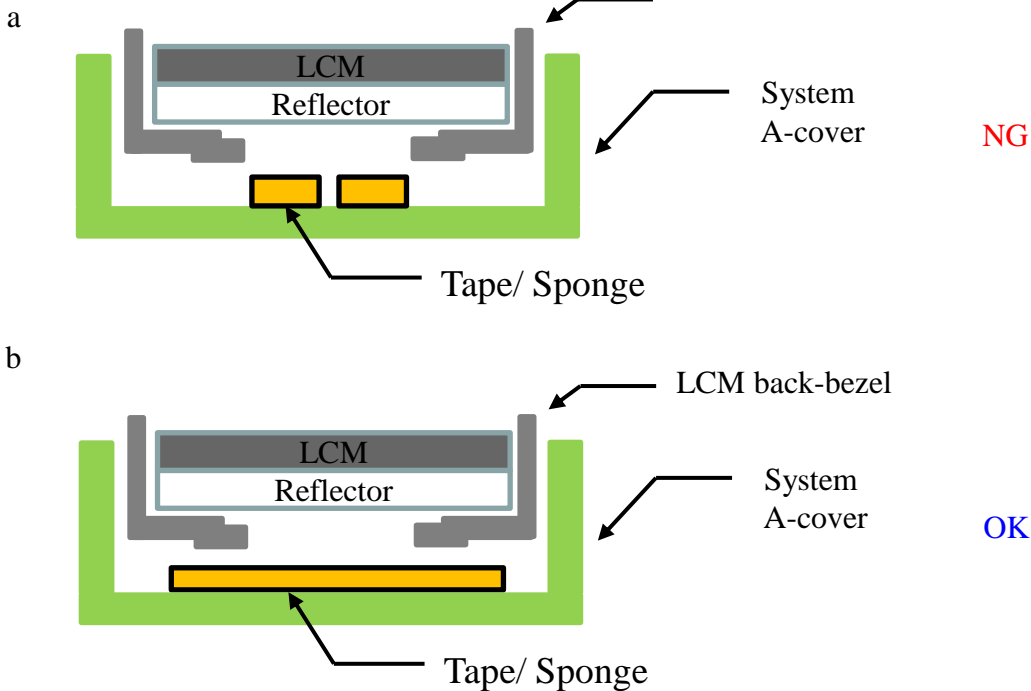 a
LCM
Reflector
System
A-cover
NG
Tape/ Sponge
b
LCM back-bezel
LCM
Reflector
System
A-cover
OK
Tape/ Sponge